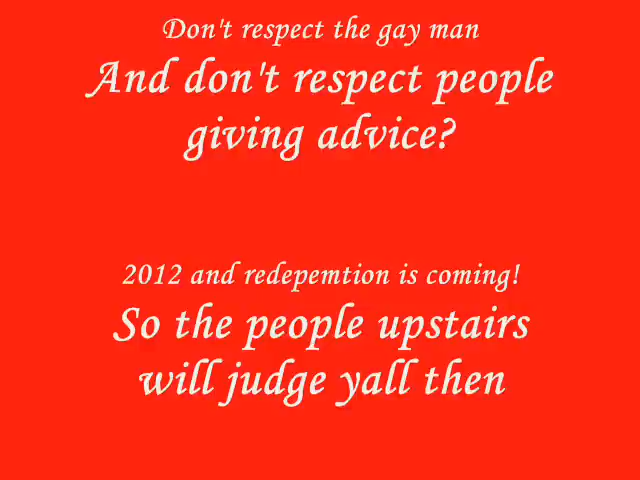 Don't respect the gay man
And don't respect people
giving advice?
2012 and redepemtion is coming!
So the people upstairs
will judge yall then